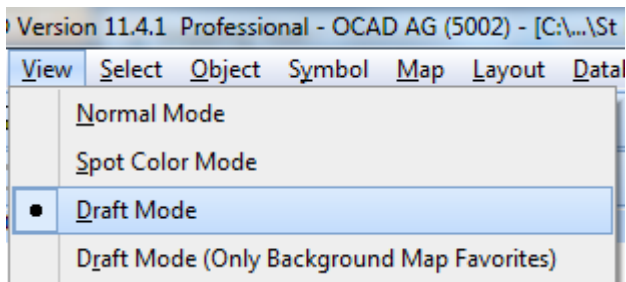 Version 11.4.1 Professional - OCAD AG (5002) - [C:\...\St
View Select Object Symbol Map Layout
Normal Mode
Spot Color Mode
Draft Mode
Draft Mode (Only Background Map Favorites)